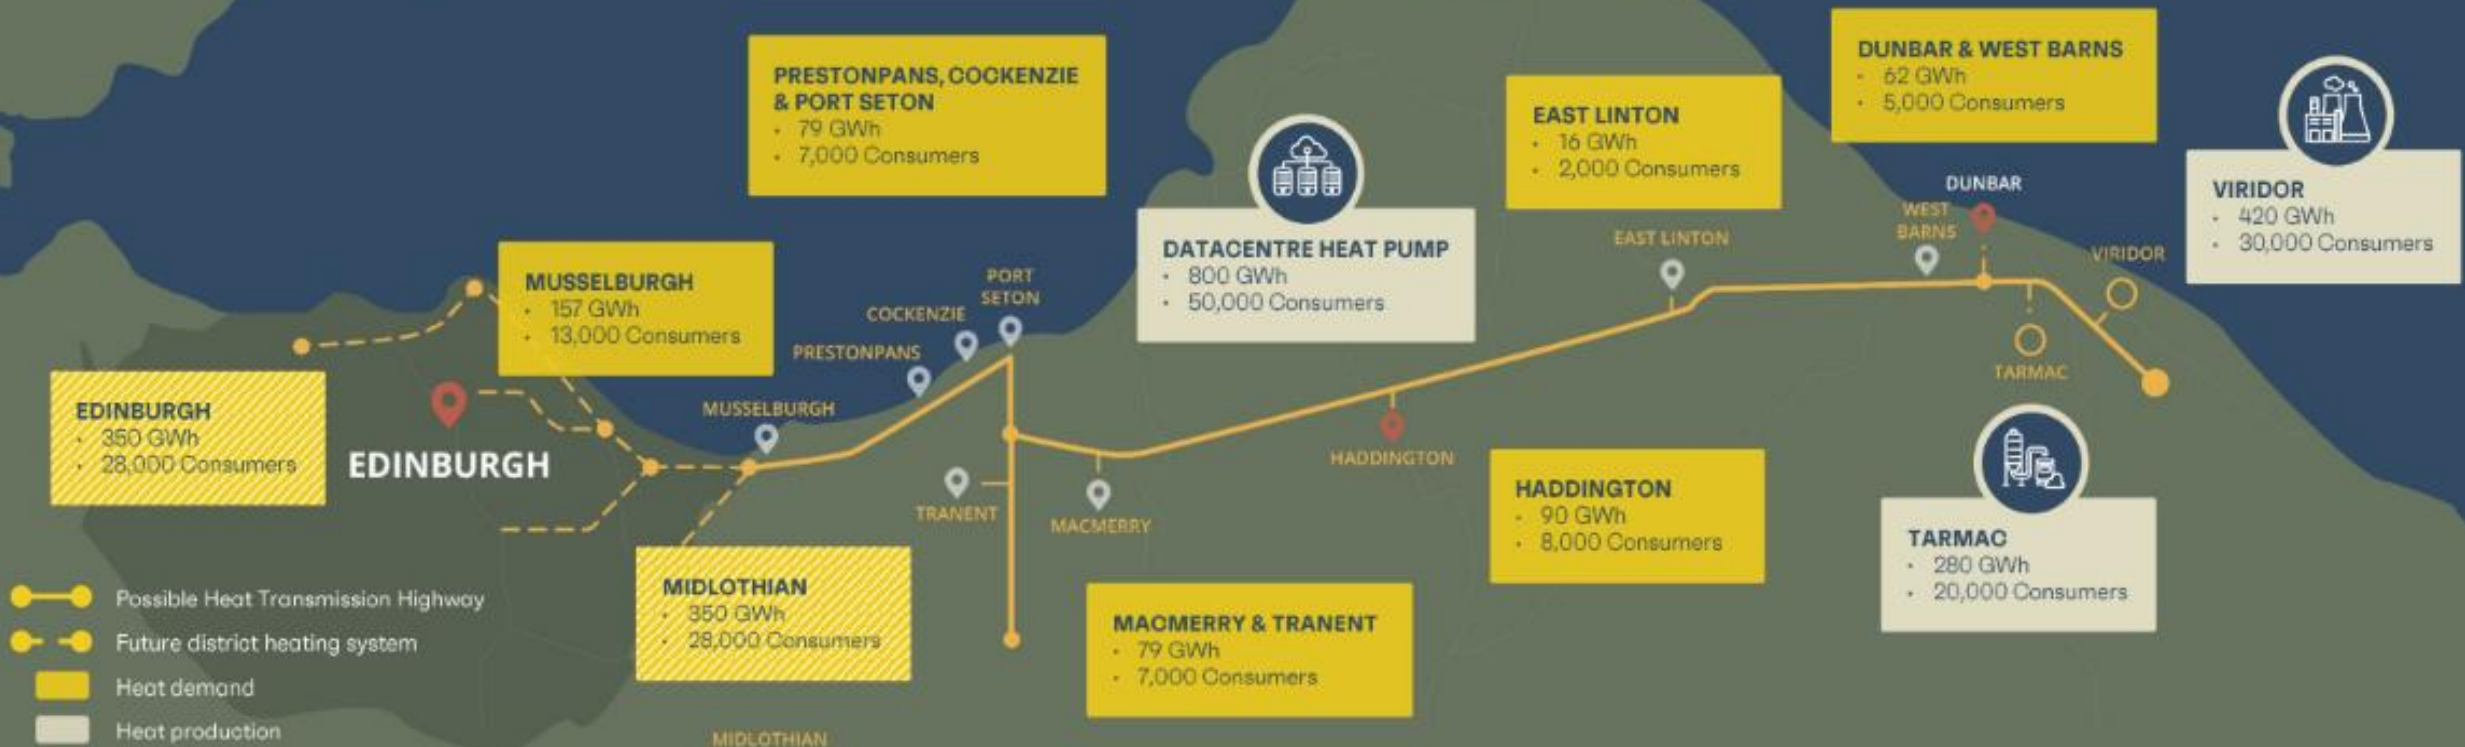 PRESTONPANS, COCKENZIE
& PORT SETON
• 79 GWh
• 7,000 Consumers
DUNBAR & WEST BARNS
• 62 GWh
• 5,000 Consumers
EAST LINTON
• 16 GWh
• 2,000 Consumers
VIRIDOR
• 420 GWh
• 30,000 Consumers
DATACENTRE HEAT PUMP
• 800 GWh
• 50,000 Consumers
MUSSELBURGH
• 157 GWh
• 13,000 Consumers
EDINBURGH
• 350 GWh
• 28,000 Consumers
EDINBURGH
MUSSELBURGH
PRESTONPANS
COCKENZIE
PORT
SETON
TRANENT
MACMERRY
HADDINGTON
EAST LINTON
WEST
BARNS
DUNBAR
VIRIDOR
TARMAC
HADDINGTON
• 90 GWh
• 8,000 Consumers
TARMAC
• 280 GWh
• 20,000 Consumers
MIDLOTHIAN
• 350 GWh
• 28,000 Consumers
MACMERRY & TRANENT
• 79 GWh
• 7,000 Consumers
MIDLOTHIAN
Possible Heat Transmission Highway
Future district heating system
Heat demand
Heat production